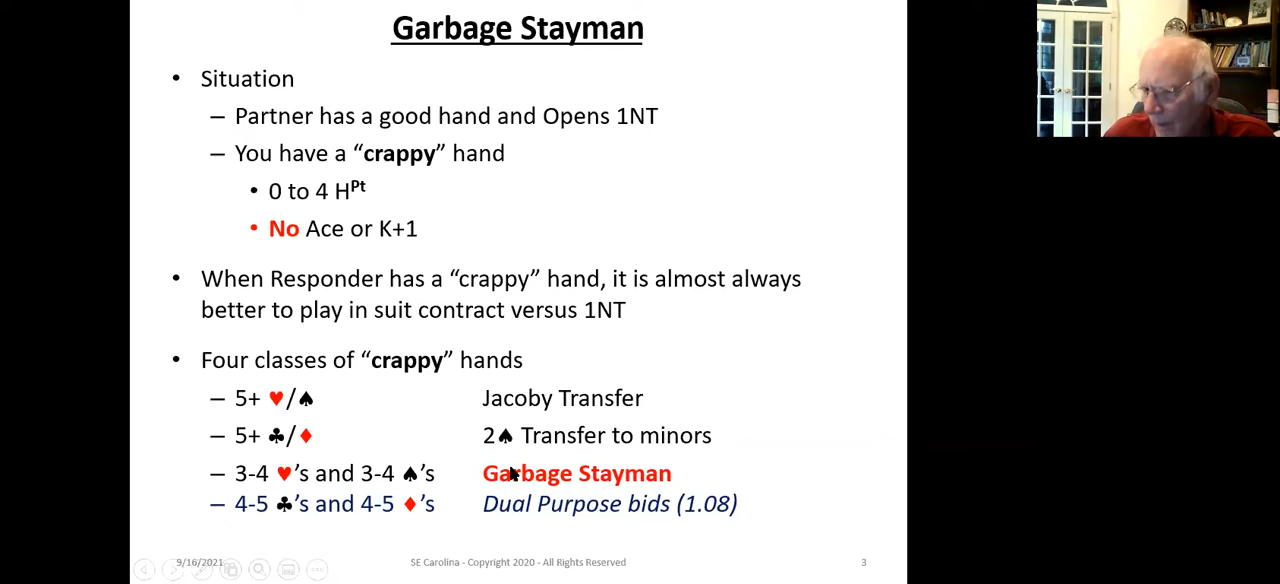 Garbage Stayman
• Situation
– Partner has a good hand and Opens 1NT
– You have a “crappy” hand
• 0 to 4 HPt
• No Ace or K+1
• When Responder has a “crappy” hand, it is almost always
better to play in suit contract versus 1NT
• Four classes of “crappy” hands
– 5+ ♥/♠ Jacoby Transfer
– 5+ ♣/♦ 2♠ Transfer to minors
– 3-4 ♥’s and 3-4 ♠’s Garbage Stayman
– 4-5 ♣’s and 4-5 ♦’s Dual Purpose bids (1.08)
9/16/2021 SE Carolina - Copyright 2020 - All Rights Reserved 3